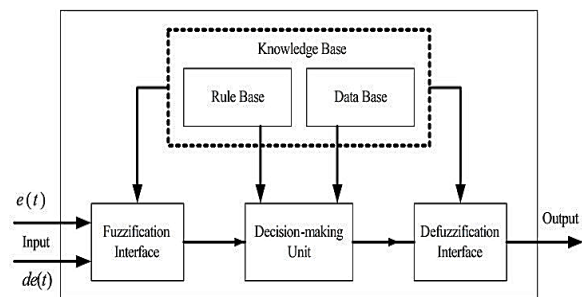 Knowledge Base
Rule Base
Data Base
e(t)
Input
de(t)
Fuzzification
Interface
Decision-making
Unit
Defuzzification
Interface
Output